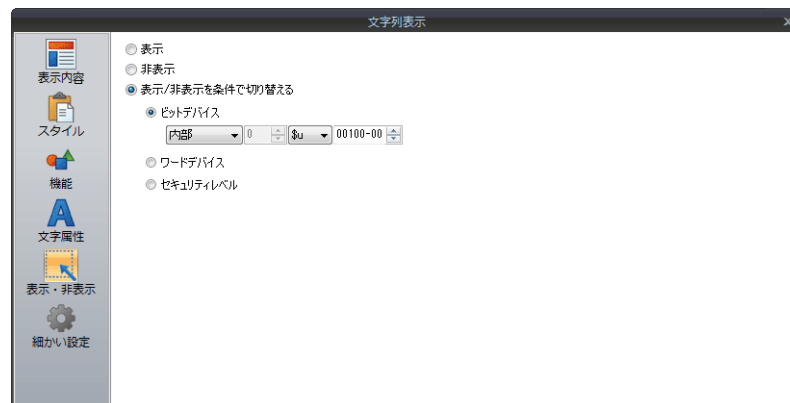 文字列表示
表示内容
スタイル
機能
文字属性
表示・非表示
細かい設定
表示
非表示
表示/非表示を条件で切り替える
ビットデバイス
内部 0 $u 00100-00
ワードデバイス
セキュリティレベル